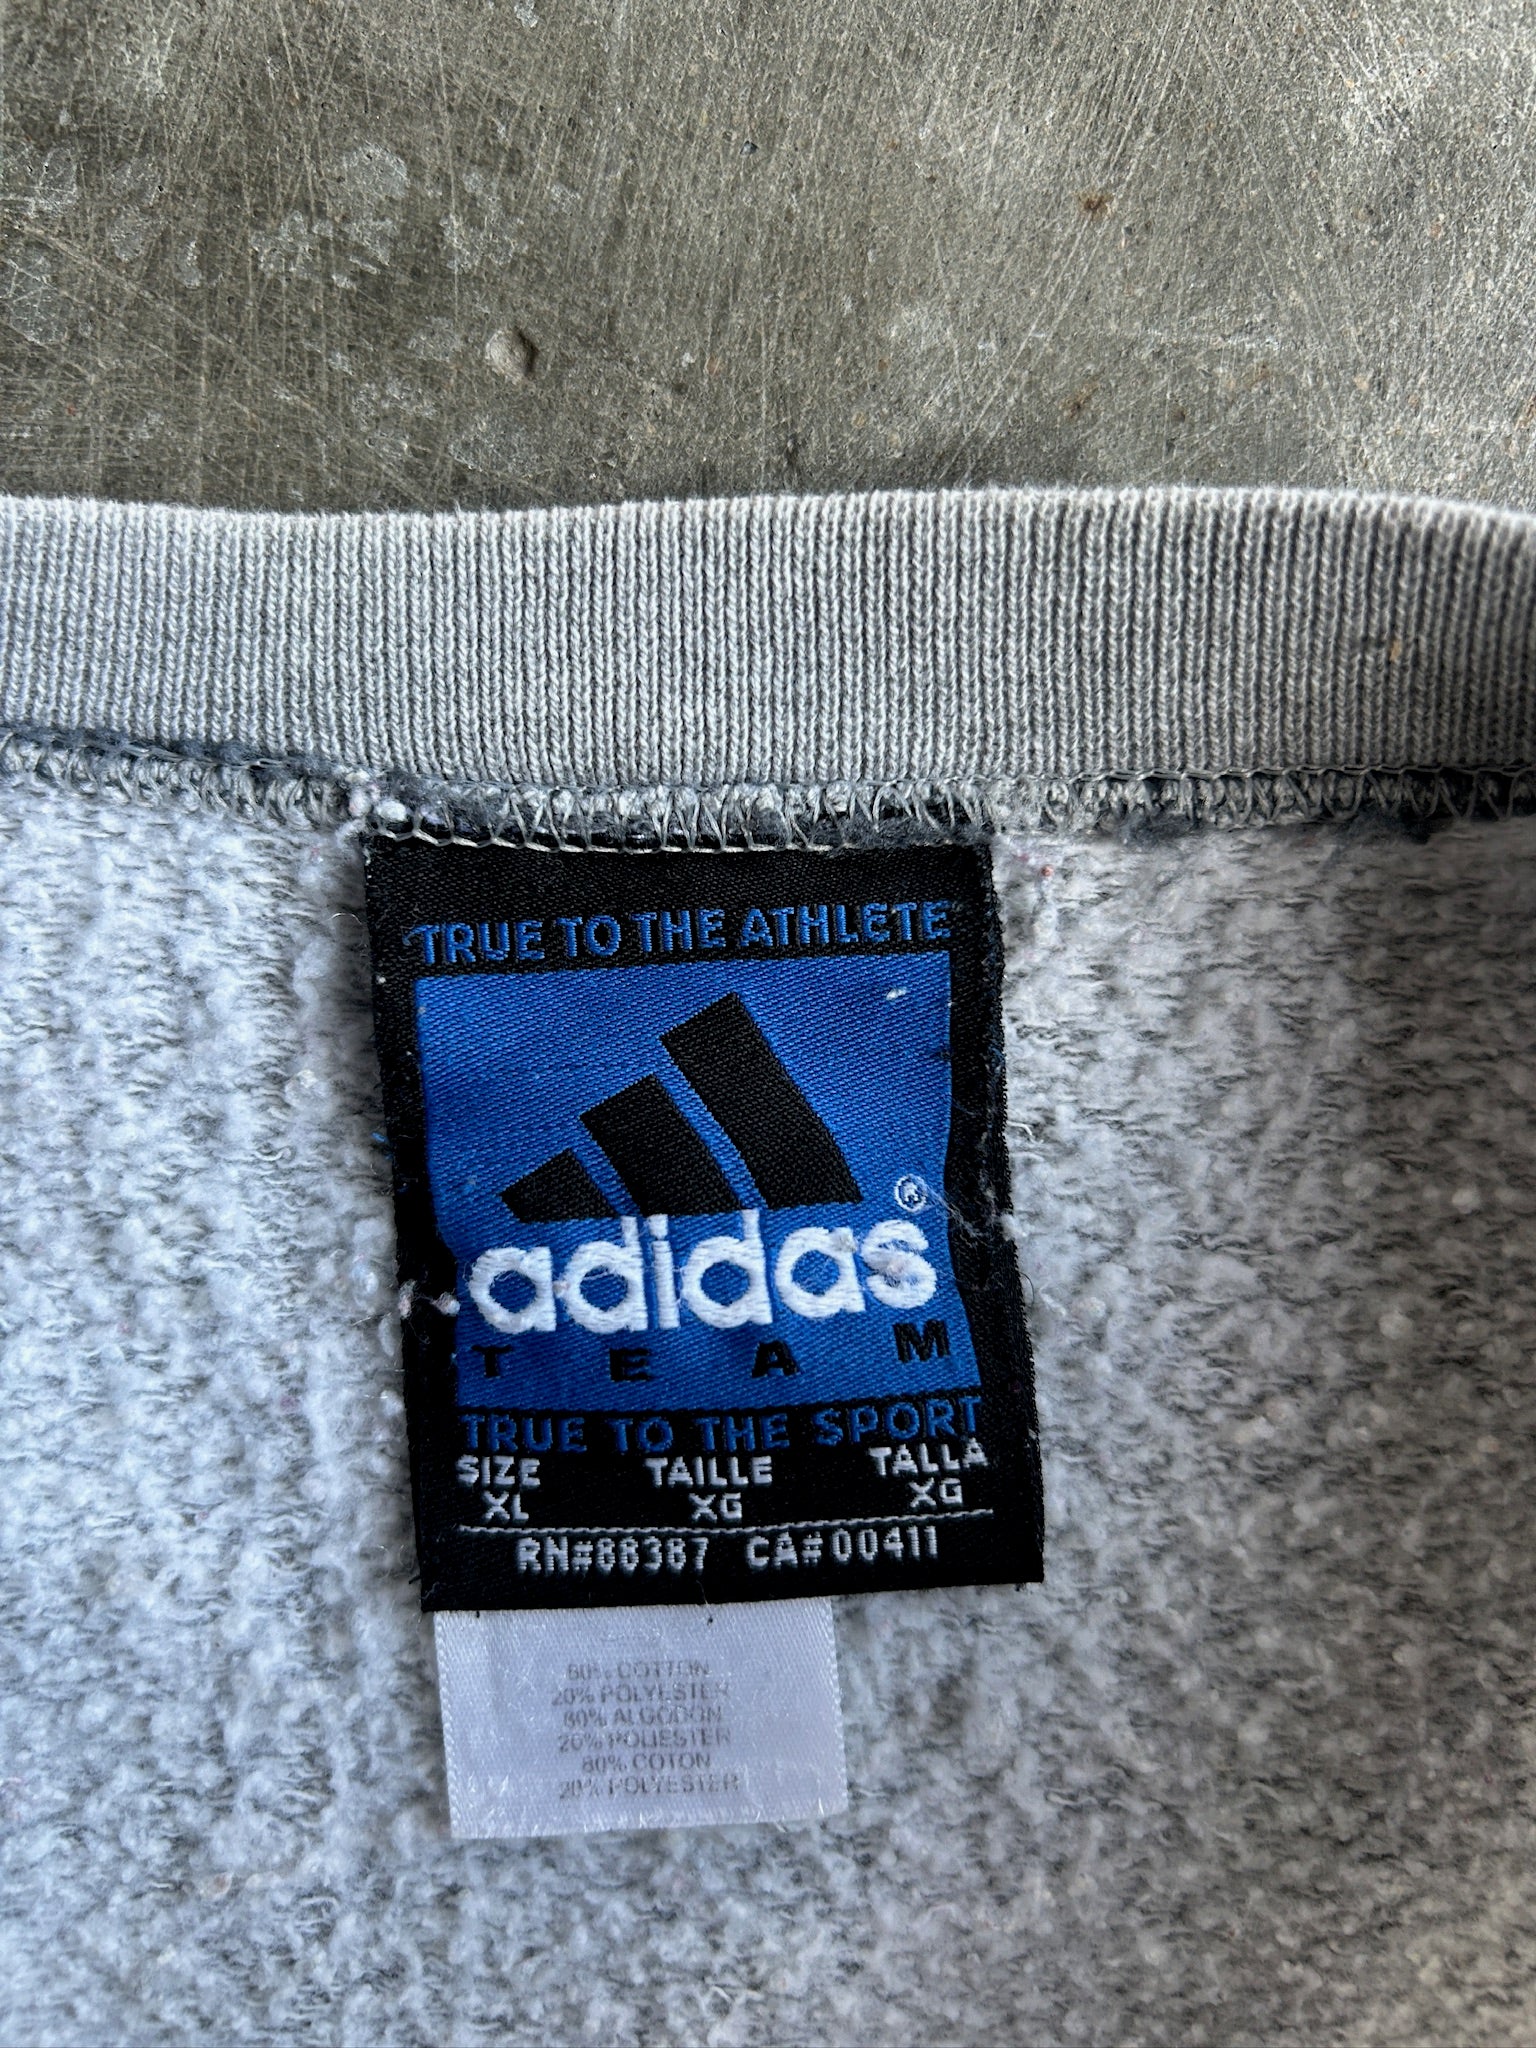 TRUE TO THE ATHLETE
adidas®
TEAM
TRUE TO THE SPORT
SIZE TAILLE TALLA
XL XG XG
RN#88387 CA#00411
80% COTTON
20% POLYESTER
80% ALGODON
20% POLIESTER
80% COTON
20% POLYESTER